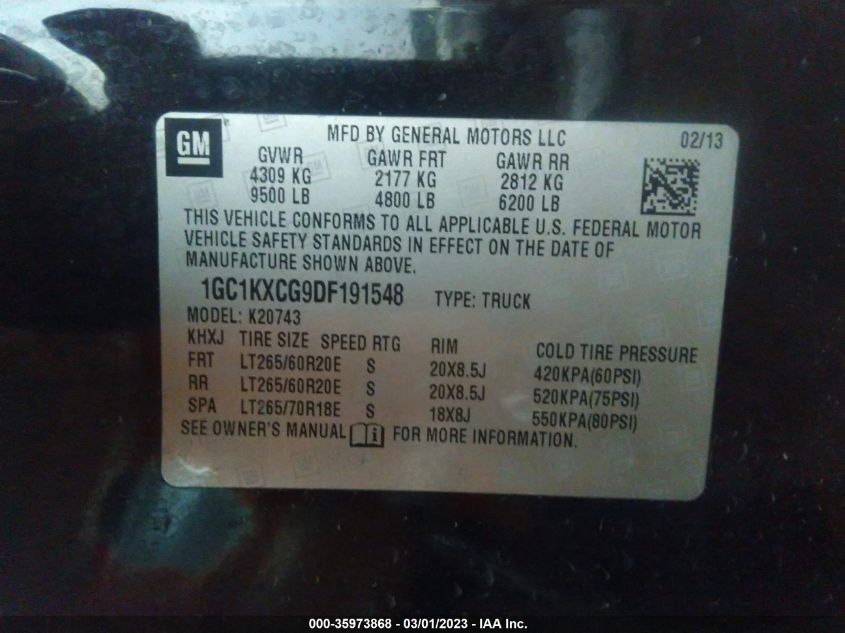 GM
MFD BY GENERAL MOTORS LLC 02/13
GVWR GAWR FRT GAWR RR
4309 KG 2177 KG 2812 KG
9500 LB 4800 LB 6200 LB
THIS VEHICLE CONFORMS TO ALL APPLICABLE U.S. FEDERAL MOTOR
VEHICLE SAFETY STANDARDS IN EFFECT ON THE DATE OF
MANUFACTURE SHOWN ABOVE.
1GC1KXCG9DF191548 TYPE: TRUCK
MODEL: K20743
KHXJ TIRE SIZE SPEED RTG RIM COLD TIRE PRESSURE
FRT LT265/60R20E S 20X8.5J 420KPA(60PSI)
RR LT265/60R20E S 20X8.5J 520KPA(75PSI)
SPA LT265/70R18E S 18X8J 550KPA(80PSI)
SEE OWNER'S MANUAL FOR MORE INFORMATION.
000-35973868 - 03/01/2023 - IAA Inc.